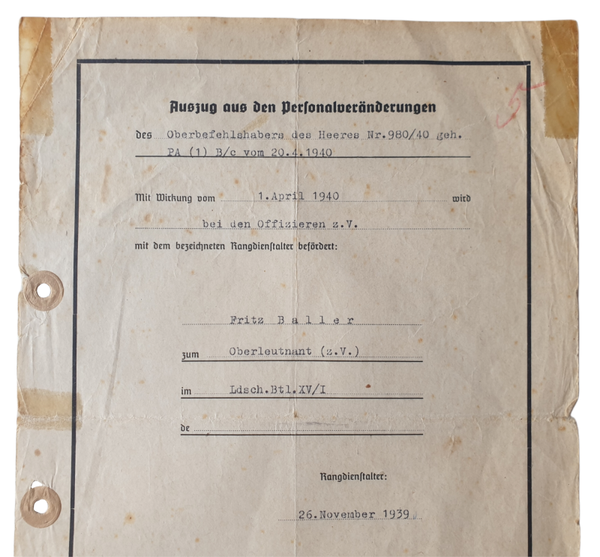 Auszug aus den Personalveränderungen
des Oberbefehlshabers des Heeres Nr.980/40 geh.
PA (1) B/c vom 20.4.1940
Mit Wirkung vom 1.April 1940 wird
bei den Offizieren z.V.
mit dem bezeichneten Rangdienstalter befördert:
Fritz Baller
zum Oberleutnant (z.V.)
im Ldsch.Btl.XV/I
de
Rangdienstalter:
26.November 1939.